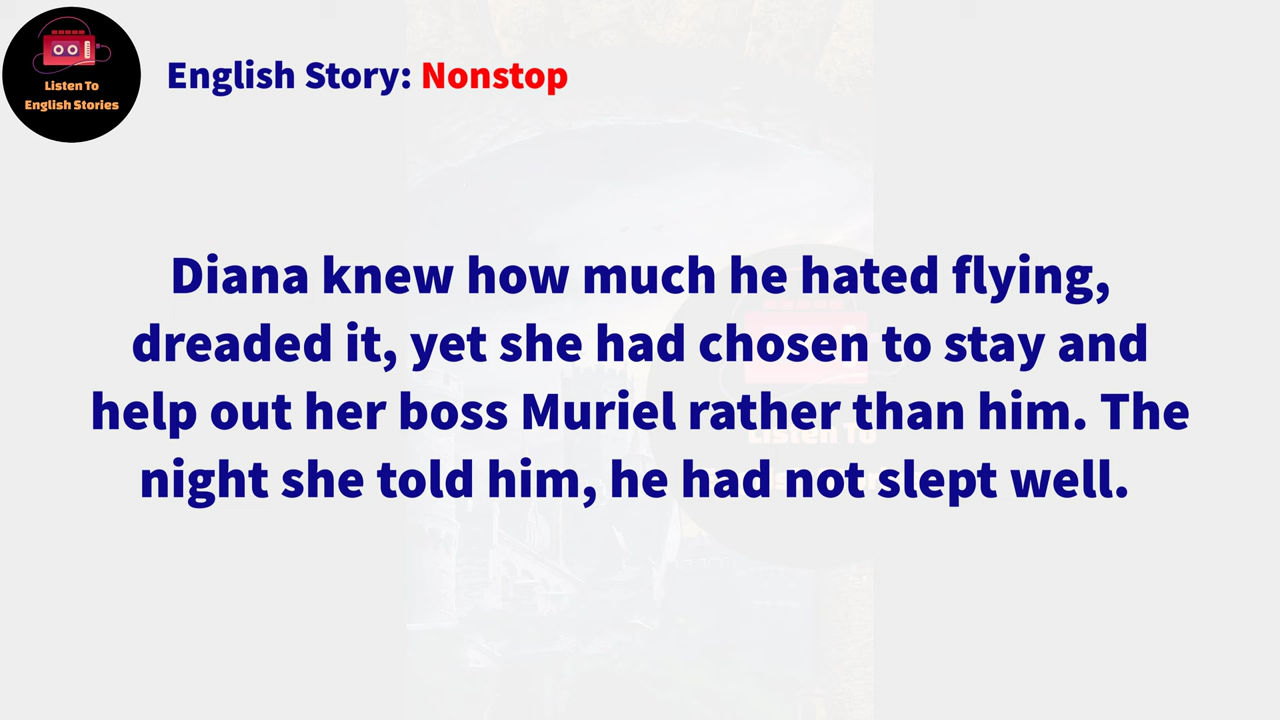 Listen To
English Stories
English Story: Nonstop
Diana knew how much he hated flying,
dreaded it, yet she had chosen to stay and
help out her boss Muriel rather than him. The
night she told him, he had not slept well.
Listen To